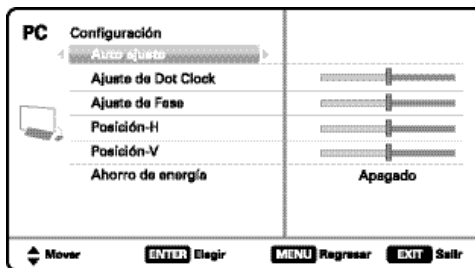 PC
Configuración
Auto ajuste
Ajuste de Dot Clock
Ajuste de Fase
Posición-H
Posición-V
Ahorro de energía Apagado
Mover ENTER Elegir MENU Regresar EXIT Salir